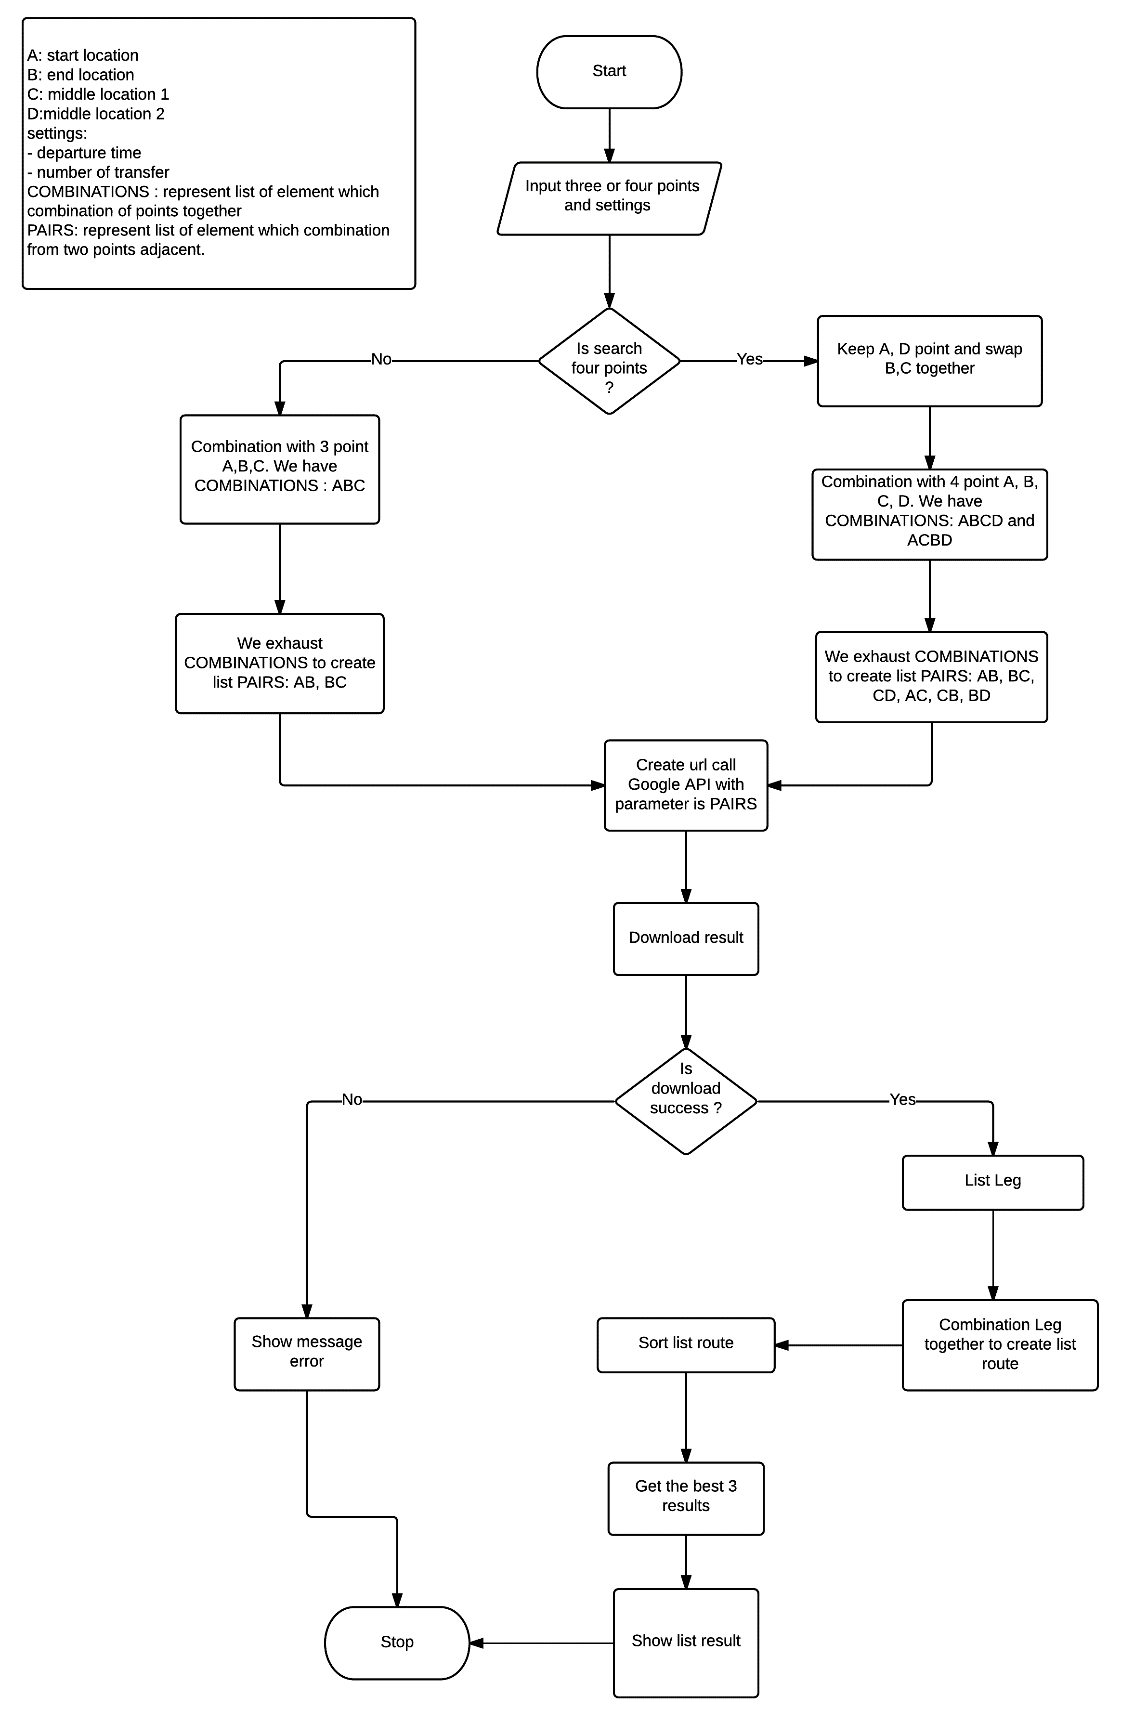 A: start location
B: end location
C: middle location 1
D:middle location 2
settings:
- departure time
- number of transfer
COMBINATIONS : represent list of element which
combination of points together
PAIRS: represent list of element which combination
from two points adjacent.
Start
Input three or four points
and settings
Is search
four points
?
No
Yes
Keep A, D point and swap
B,C together
Combination with 3 point
A,B,C. We have
COMBINATIONS : ABC
Combination with 4 point A, B,
C, D. We have
COMBINATIONS: ABCD and
ACBD
We exhaust
COMBINATIONS to create
list PAIRS: AB, BC
We exhaust COMBINATIONS
to create list PAIRS: AB, BC,
CD, AC, CB, BD
Create url call
Google API with
parameter is PAIRS
Download result
Is
download
success ?
No
Yes
List Leg
Combination Leg
together to create list
route
Sort list route
Show message
error
Get the best 3
results
Show list result
Stop